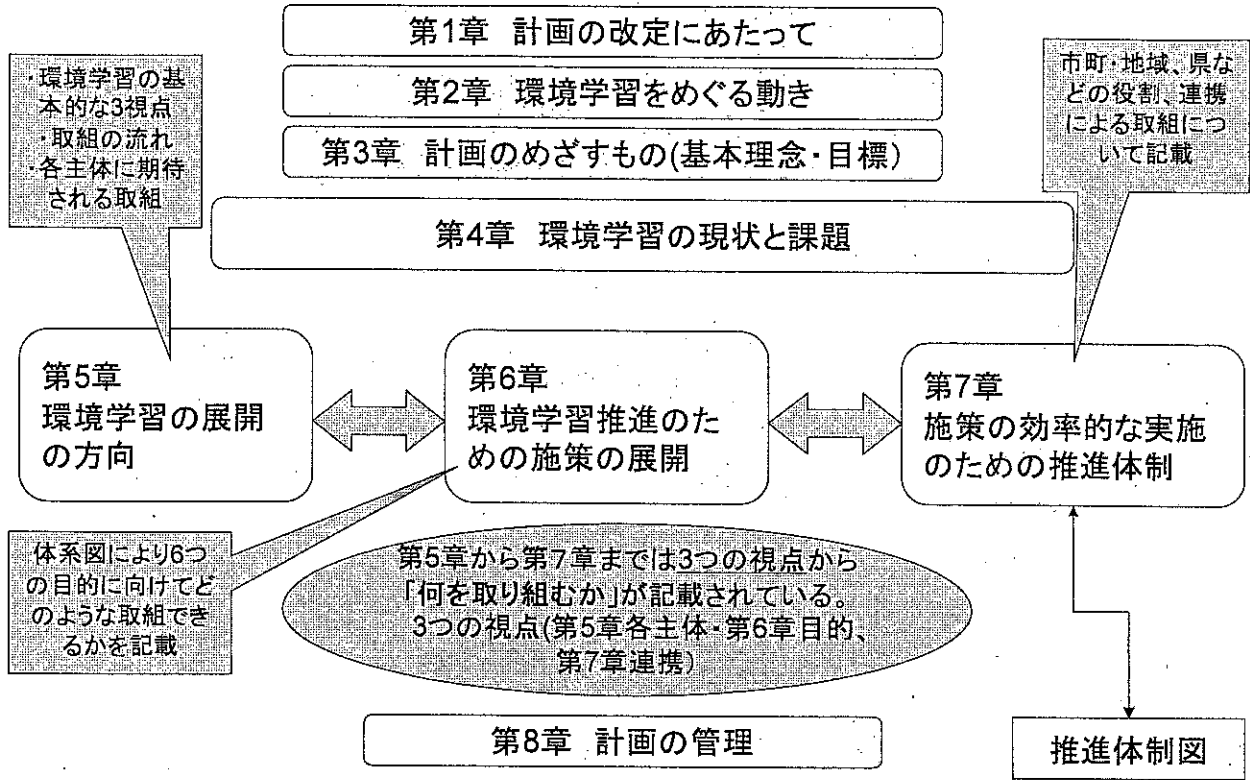 第1章 計画の改定にあたって
第2章 環境学習をめぐる動き
第3章 計画のめざすもの(基本理念・目標)
・環境学習の基
本的な3視点
・取組の流れ
・各主体に期待
される取組
市町・地域、県な
どの役割、連携
による取組につ
いて記載
第4章 環境学習の現状と課題
第5章
環境学習の展開
の方向
第6章
環境学習推進のた
めの施策の展開
第7章
施策の効率的な実施
のための推進体制
体系図により6つ
の目的に向けてど
のような取組でき
るかを記載
第5章から第7章までは3つの視点から
「何を取り組むか」が記載されている。
3つの視点(第5章各主体・第6章目的、
第7章連携)
第8章 計画の管理
推進体制図